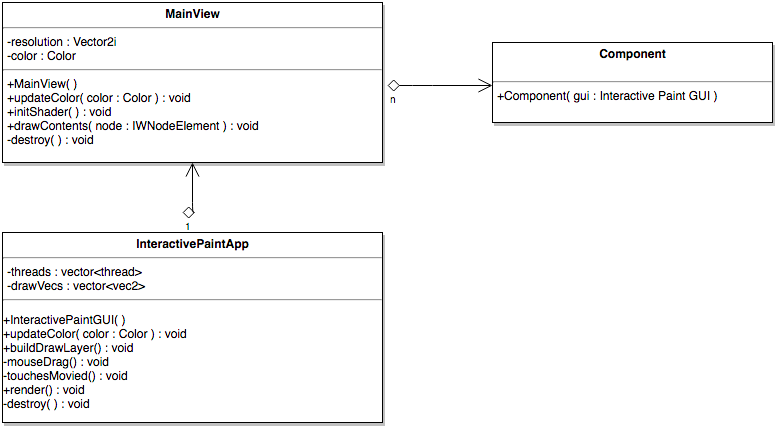 MainView
-resolution : Vector2i
-color : Color
+MainView( )
+updateColor( color : Color ) : void
+initShader( ) : void
+drawContents( node : IWNodeElement ) : void
-destroy( ) : void
n
Component
+Component( gui : Interactive Paint GUI )
1
InteractivePaintApp
-threads : vector<thread>
-drawVecs : vector<vec2>
+InteractivePaintGUI( )
+updateColor( color : Color ) : void
+buildDrawLayer() : void
-mouseDrag() : void
-touchesMovied() : void
+render() : void
-destroy( ) : void